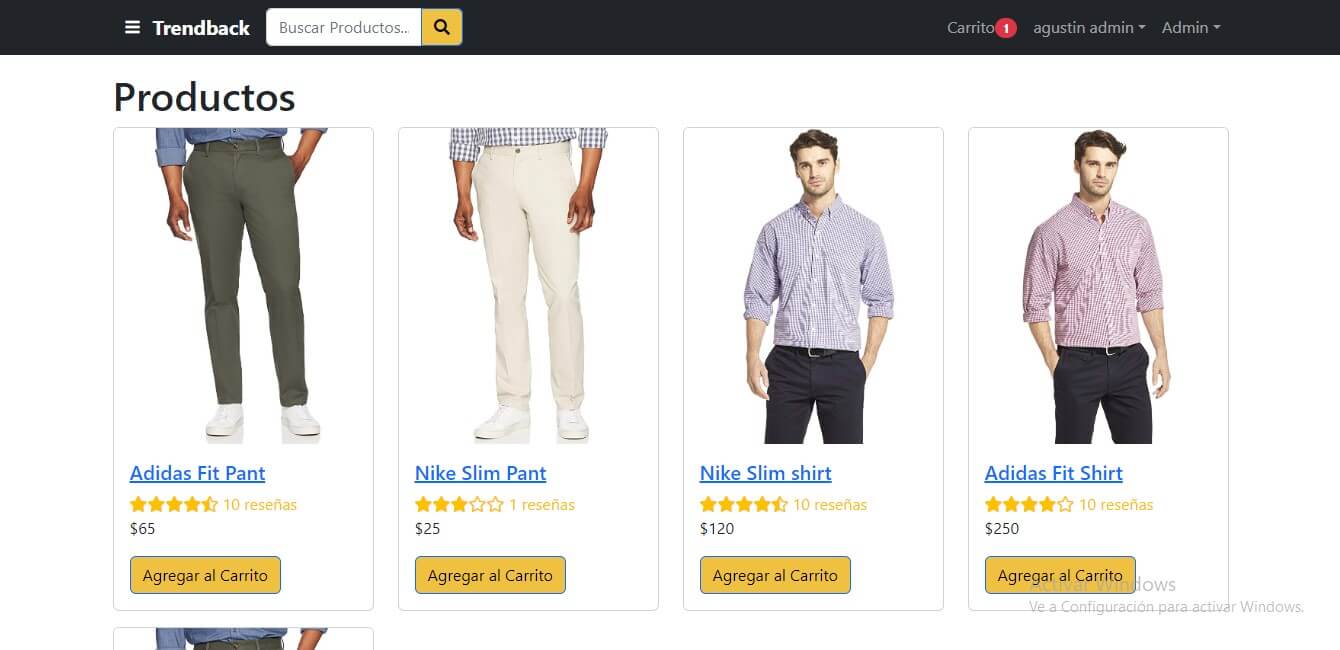 Trendback
Buscar Productos...
Carrito 1
agustin admin
Admin
Productos
Adidas Fit Pant
10 reseñas
$65
Agregar al Carrito
Nike Slim Pant
1 reseñas
$25
Agregar al Carrito
Nike Slim shirt
10 reseñas
$120
Agregar al Carrito
Adidas Fit Shirt
10 reseñas
$250
Agregar al Carrito
Activar Windows
Ve a Configuración para activar Windows.